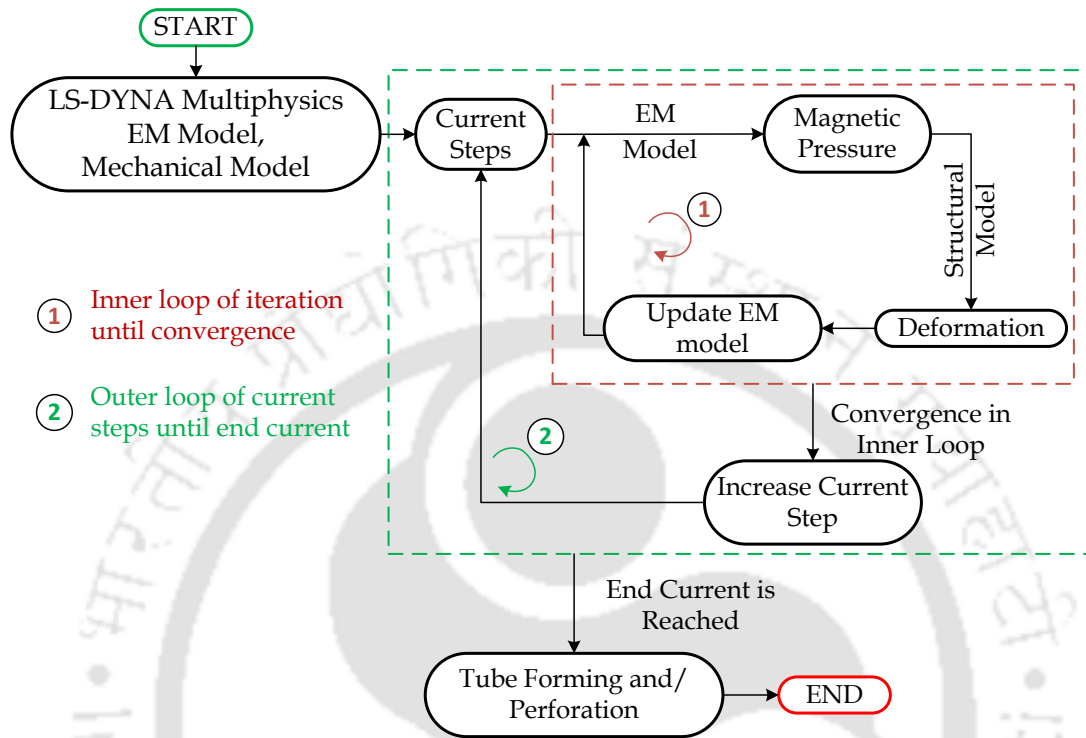 START
LS-DYNA Multiphysics
EM Model,
Mechanical Model
Current
Steps
EM
Model
Magnetic
Pressure
Structural
Model
1
Update EM
model
Deformation
1 Inner loop of iteration
until convergence
2 Outer loop of current
steps until end current
Convergence in
Inner Loop
2
Increase Current
Step
End Current is
Reached
Tube Forming and/
Perforation
END